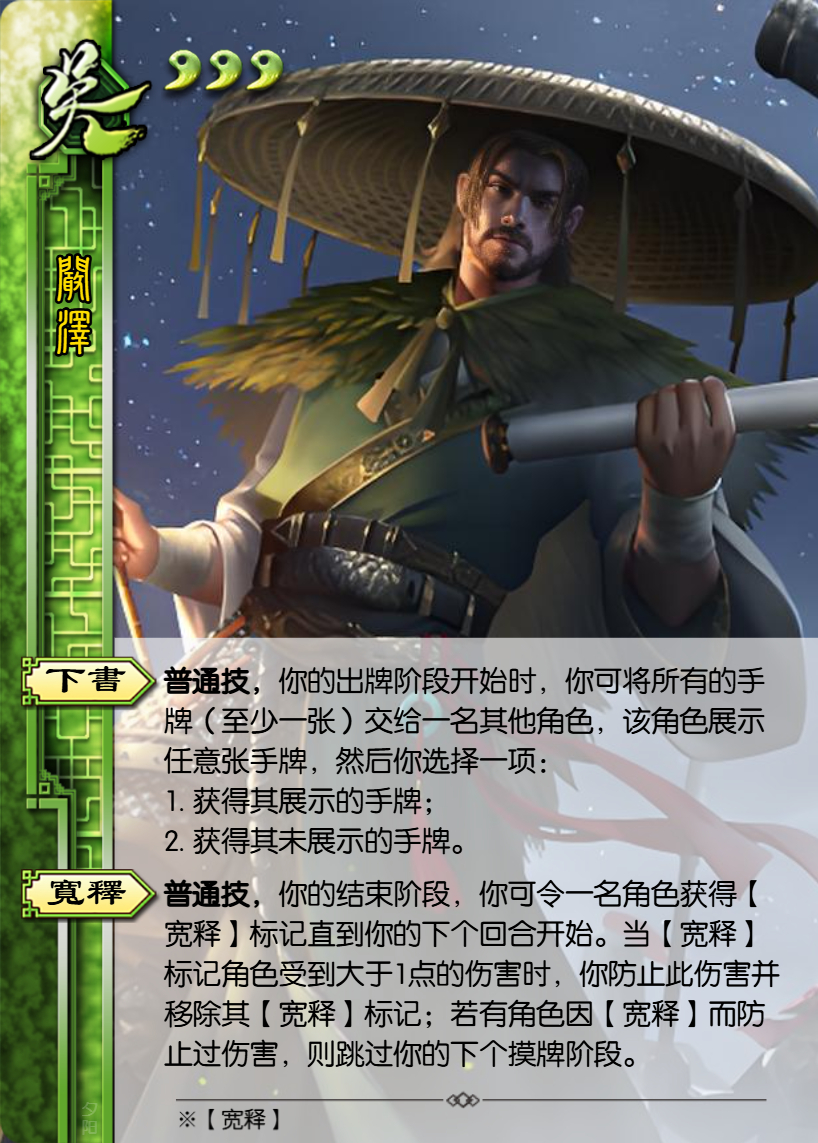 吴
闞澤
下書
普通技，你的出牌阶段开始时，你可将所有的手
牌（至少一张）交给一名其他角色，该角色展示
任意张手牌，然后你选择一项：
1. 获得其展示的手牌；
2. 获得其未展示的手牌。
寬釋
普通技，你的结束阶段，你可令一名角色获得【
宽释】标记直到你的下个回合开始。当【宽释】
标记角色受到大于1点的伤害时，你防止此伤害并
移除其【宽释】标记；若有角色因【宽释】而防
止过伤害，则跳过你的下个摸牌阶段。
※【宽释】
夕阳